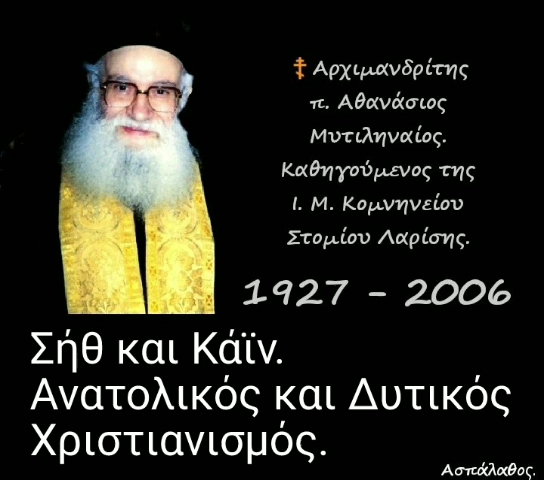 ☦ Αρχιμανδρίτης
π. Αθανάσιος
Μυτιληναίος.
Καθηγούμενος της
Ι. Μ. Κομνηνείου
Στομίου Λαρίσης.
1927 - 2006
Σήθ και Κάϊν.
Ανατολικός και Δυτικός
Χριστιανισμός.
Ασπάλαθος.